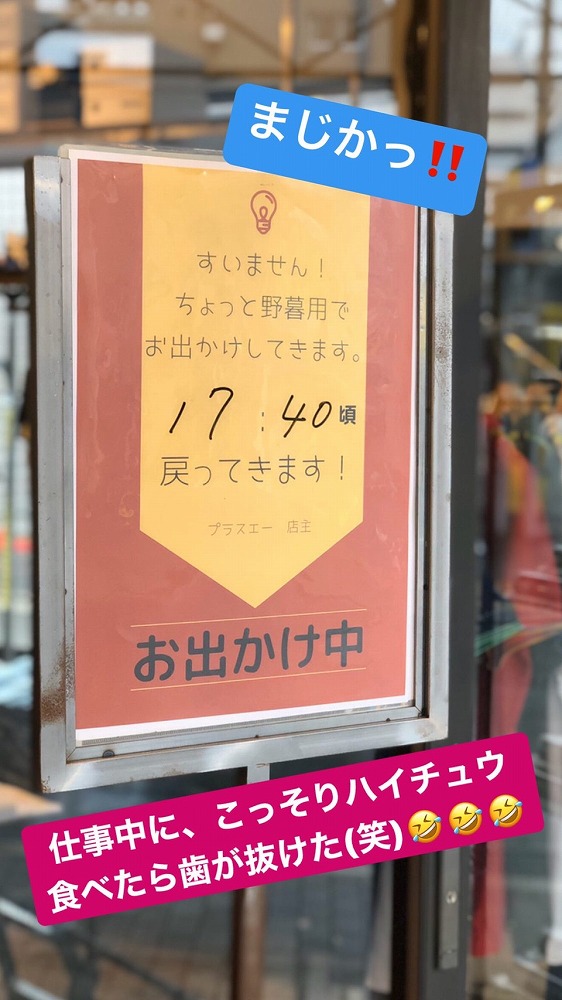 まじかっ‼️
すいません！
ちょっと野暮用で
お出かけしてきます。
17:40頃
戻ってきます！
プラスエー 店主
お出かけ中
仕事中に、こっそりハイチュウ
食べたら歯が抜けた(笑)🤣🤣🤣